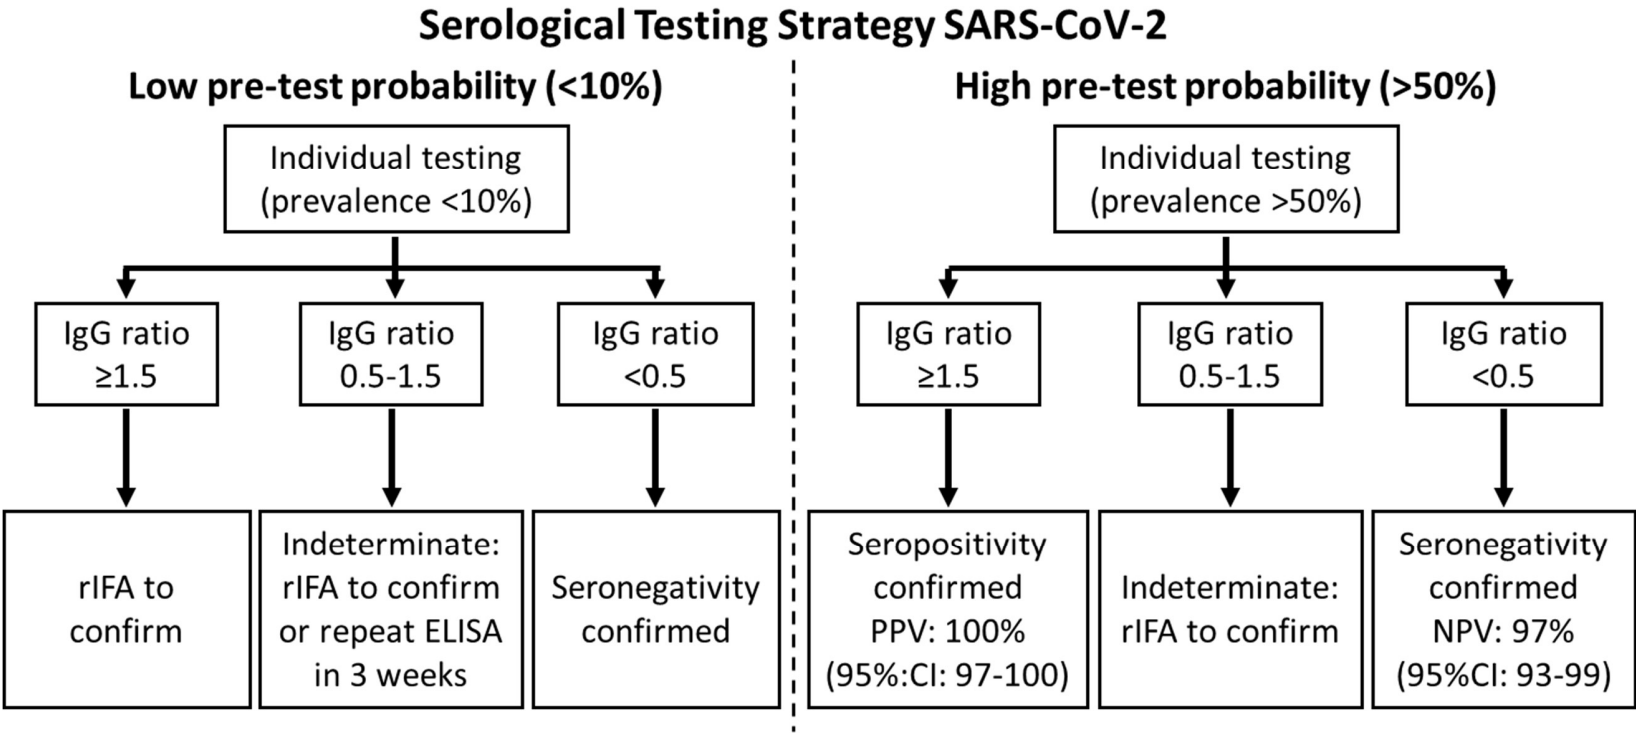 Serological Testing Strategy SARS-CoV-2
Low pre-test probability (<10%)
Individual testing
(prevalence <10%)
IgG ratio
≥1.5
IgG ratio
0.5-1.5
IgG ratio
<0.5
rIFA to
confirm
Indeterminate:
rIFA to confirm
or repeat ELISA
in 3 weeks
Seronegativity
confirmed
High pre-test probability (>50%)
Individual testing
(prevalence >50%)
IgG ratio
≥1.5
IgG ratio
0.5-1.5
IgG ratio
<0.5
Seropositivity
confirmed
PPV: 100%
(95%:CI: 97-100)
Indeterminate:
rIFA to confirm
Seronegativity
confirmed
NPV: 97%
(95%CI: 93-99)